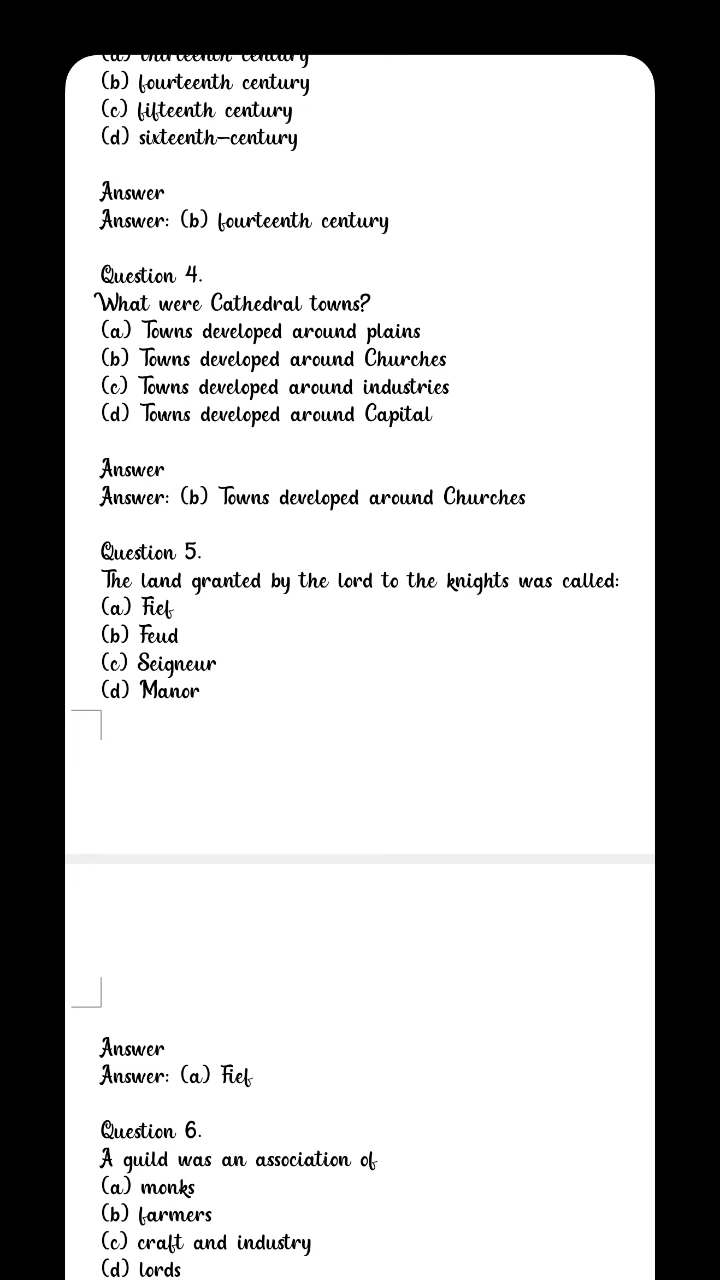 (a) thirteenth century
(b) fourteenth century
(c) fifteenth century
(d) sixteenth-century
Answer
Answer: (b) fourteenth century
Question 4.
What were Cathedral towns?
(a) Towns developed around plains
(b) Towns developed around Churches
(c) Towns developed around industries
(d) Towns developed around Capital
Answer
Answer: (b) Towns developed around Churches
Question 5.
The land granted by the lord to the knights was called:
(a) Fief
(b) Feud
(c) Seigneur
(d) Manor
Answer
Answer: (a) Fief
Question 6.
A guild was an association of
(a) monks
(b) farmers
(c) craft and industry
(d) lords